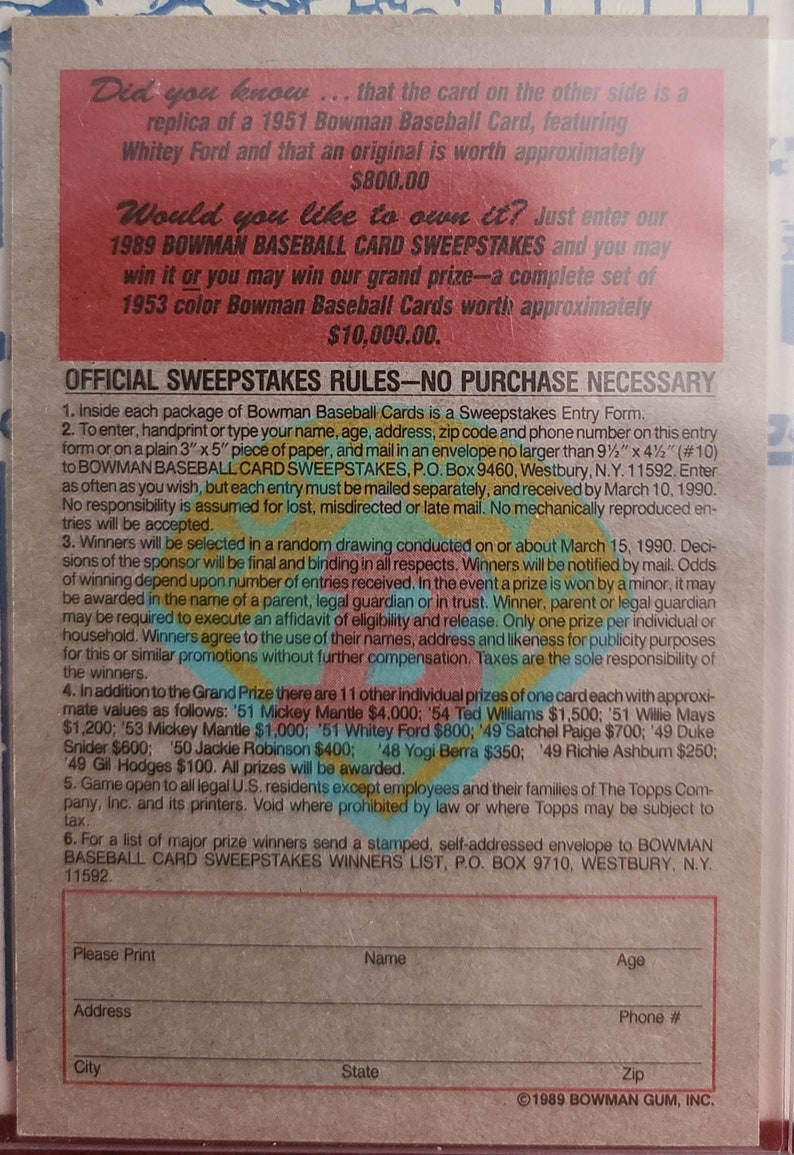 Did you know ... that the card on the other side is a
replica of a 1951 Bowman Baseball Card, featuring
Whitey Ford and that an original is worth approximately
$800.00
Would you like to own it? Just enter our
1989 BOWMAN BASEBALL CARD SWEEPSTAKES and you may
win it or you may win our grand prize—a complete set of
1953 color Bowman Baseball Cards worth approximately
$10,000.00.
OFFICIAL SWEEPSTAKES RULES—NO PURCHASE NECESSARY
1. Inside each package of Bowman Baseball Cards is a Sweepstakes Entry Form.
2. To enter, handprint or type your name, age, address, zip code and phone number on this entry
form or on a plain 3″ x 5″ piece of paper, and mail in an envelope no larger than 9½″ x 4½″ (#10)
to BOWMAN BASEBALL CARD SWEEPSTAKES, P.O. Box 9460, Westbury, N.Y. 11592. Enter
as often as you wish, but each entry must be mailed separately, and received by March 10, 1990.
No responsibility is assumed for lost, misdirected or late mail. No mechanically reproduced en-
tries will be accepted.
3. Winners will be selected in a random drawing conducted on or about March 15, 1990. Deci-
sions of the sponsor will be final and binding in all respects. Winners will be notified by mail. Odds
of winning depend upon number of entries received. In the event a prize is won by a minor, it may
be awarded in the name of a parent, legal guardian or in trust. Winner, parent or legal guardian
may be required to execute an affidavit of eligibility and release. Only one prize per individual or
household. Winners agree to the use of their names, address and likeness for publicity purposes
for this or similar promotions without further compensation. Taxes are the sole responsibility of
the winners.
4. In addition to the Grand Prize there are 11 other individual prizes of one card each with approxi-
mate values as follows: '51 Mickey Mantle $4,000; '54 Ted Williams $1,500; '51 Willie Mays
$1,200; '53 Mickey Mantle $1,000; '51 Whitey Ford $800; '49 Satchel Paige $700; '49 Duke
Snider $600; '50 Jackie Robinson $400; '48 Yogi Berra $350; '49 Richie Ashburn $250;
'49 Gil Hodges $100. All prizes will be awarded.
5. Game open to all legal U.S. residents except employees and their families of The Topps Com-
pany, Inc. and its printers. Void where prohibited by law or where Topps may be subject to
tax.
6. For a list of major prize winners send a stamped, self-addressed envelope to BOWMAN
BASEBALL CARD SWEEPSTAKES WINNERS LIST, P.O. BOX 9710, WESTBURY, N.Y.
11592.
Please Print Name Age
Address Phone #
City State Zip
©1989 BOWMAN GUM, INC.
B